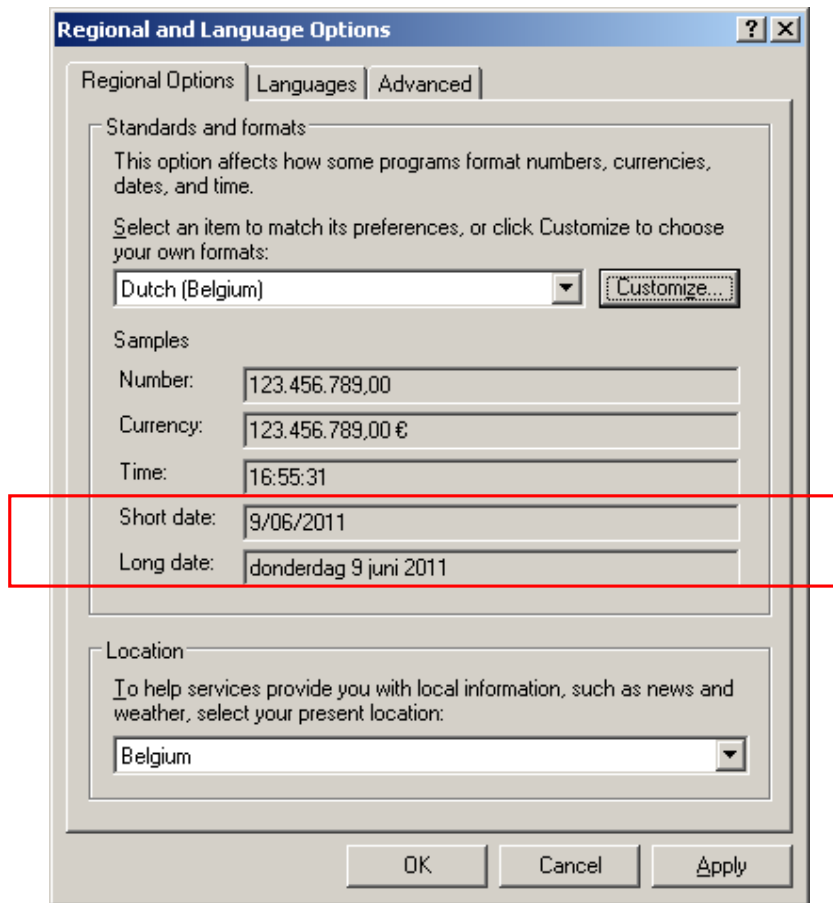 Regional and Language Options
Regional Options Languages Advanced
Standards and formats
This option affects how some programs format numbers, currencies,
dates, and time.
Select an item to match its preferences, or click Customize to choose
your own formats:
Dutch (Belgium) Customize...
Samples
Number: 123.456.789,00
Currency: 123.456.789,00 €
Time: 16:55:31
Short date: 9/06/2011
Long date: donderdag 9 juni 2011
Location
To help services provide you with local information, such as news and
weather, select your present location:
Belgium
OK Cancel Apply